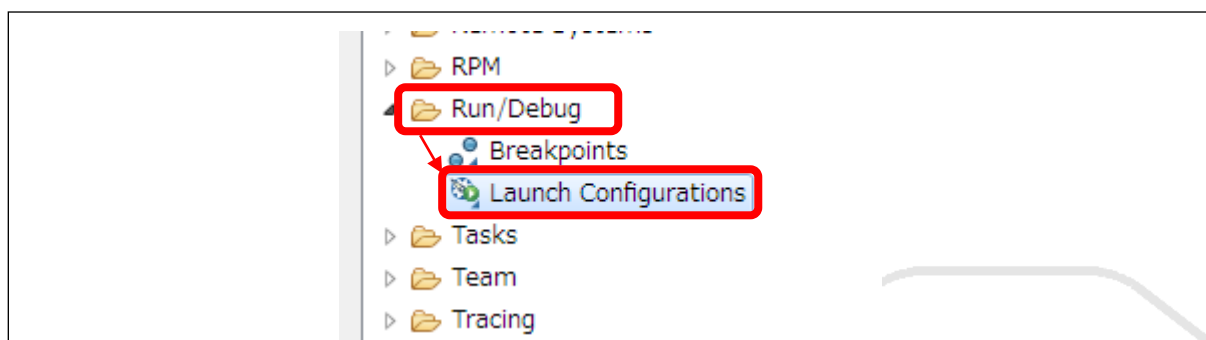 RPM
Run/Debug
Breakpoints
Launch Configurations
Tasks
Team
Tracing